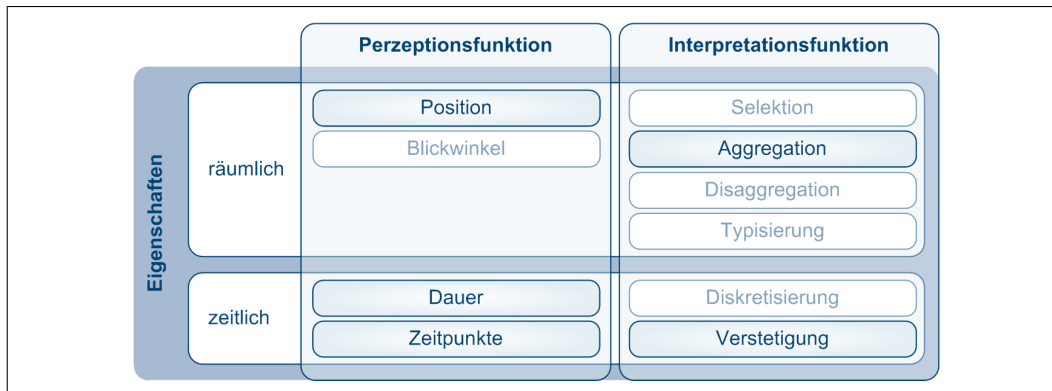 Perzeptionsfunktion
Interpretationsfunktion
Eigenschaften
räumlich
Position
Blickwinkel
Selektion
Aggregation
Disaggregation
Typisierung
zeitlich
Dauer
Zeitpunkte
Diskretisierung
Verstetigung